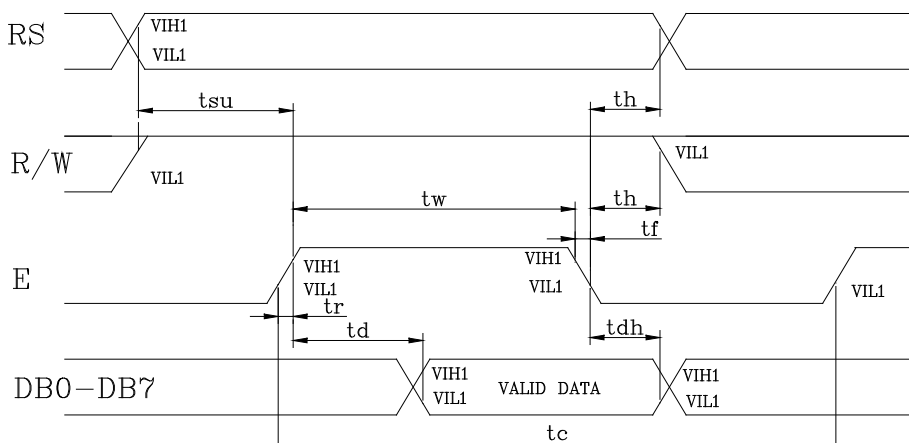 RS
VIH1
VIL1
tsu
th
R/W
VIL1
VIL1
tw
th
tf
E
VIH1
VIL1
VIH1
VIL1
VIL1
tr
td
tdh
DB0-DB7
VIH1
VIL1
VALID DATA
VIH1
VIL1
tc